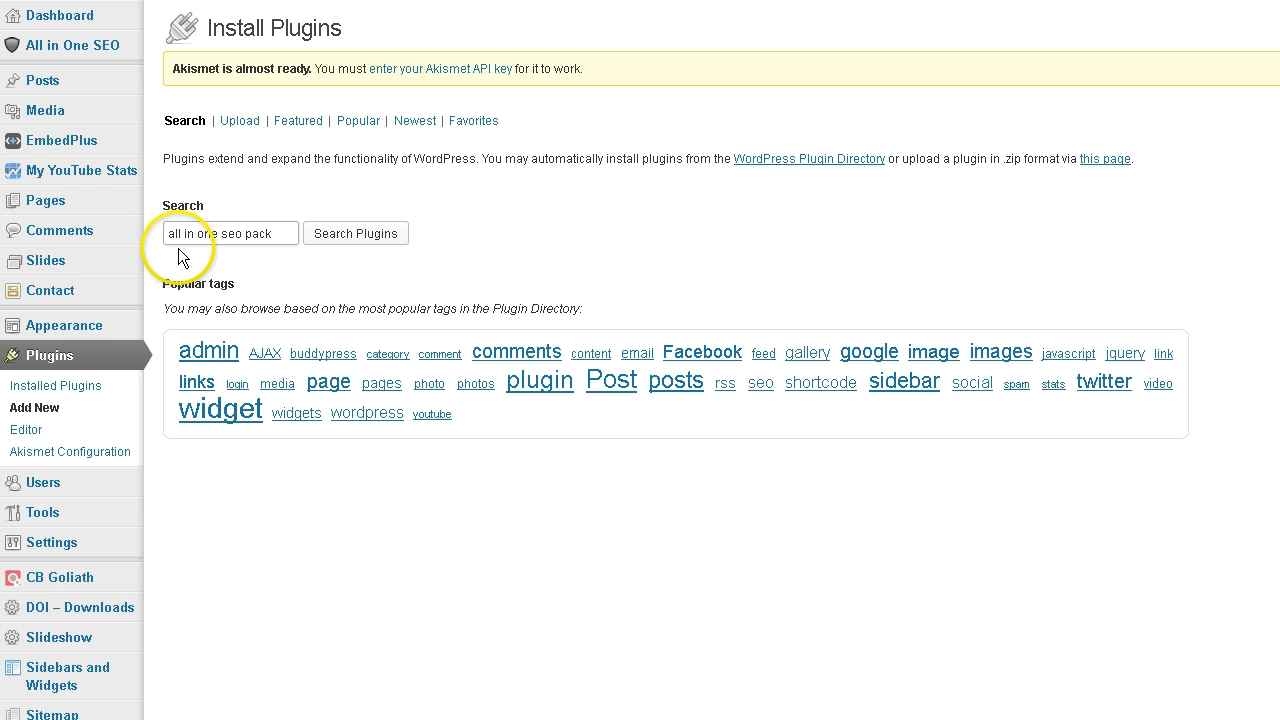 Dashboard
All in One SEO
Posts
Media
EmbedPlus
My YouTube Stats
Pages
Comments
Slides
Contact
Appearance
Plugins
Installed Plugins
Add New
Editor
Akismet Configuration
Users
Tools
Settings
CB Goliath
DOI – Downloads
Slideshow
Sidebars and
Widgets
Sitemap
Install Plugins
Akismet is almost ready. You must enter your Akismet API key for it to work.
Search | Upload | Featured | Popular | Newest | Favorites
Plugins extend and expand the functionality of WordPress. You may automatically install plugins from the WordPress Plugin Directory or upload a plugin in .zip format via this page.
Search
all in one seo pack Search Plugins
Popular tags
You may also browse based on the most popular tags in the Plugin Directory:
admin AJAX buddypress category comment comments content email Facebook feed gallery google image images javascript jquery link
links login media page pages photo photos plugin Post posts rss seo shortcode sidebar social spam stats twitter video
widget widgets wordpress youtube